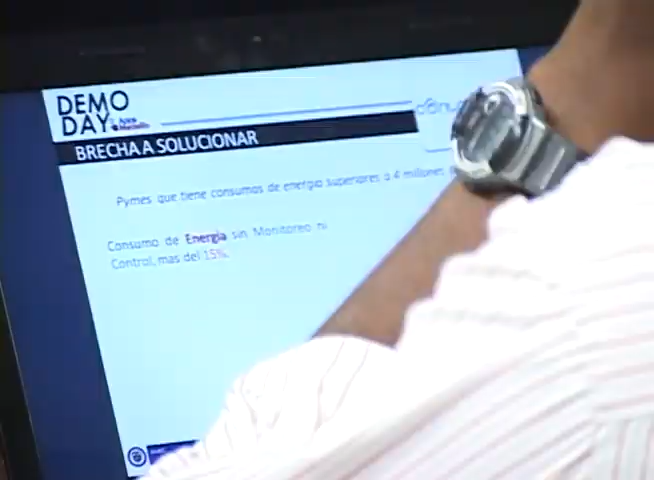 DEMO
DAY
BRECHA A SOLUCIONAR
Pymes que tiene consumos de energia superiores a 4 millones
Consumo de Energia sin Monitoreo ni
Control, mas del 15%.